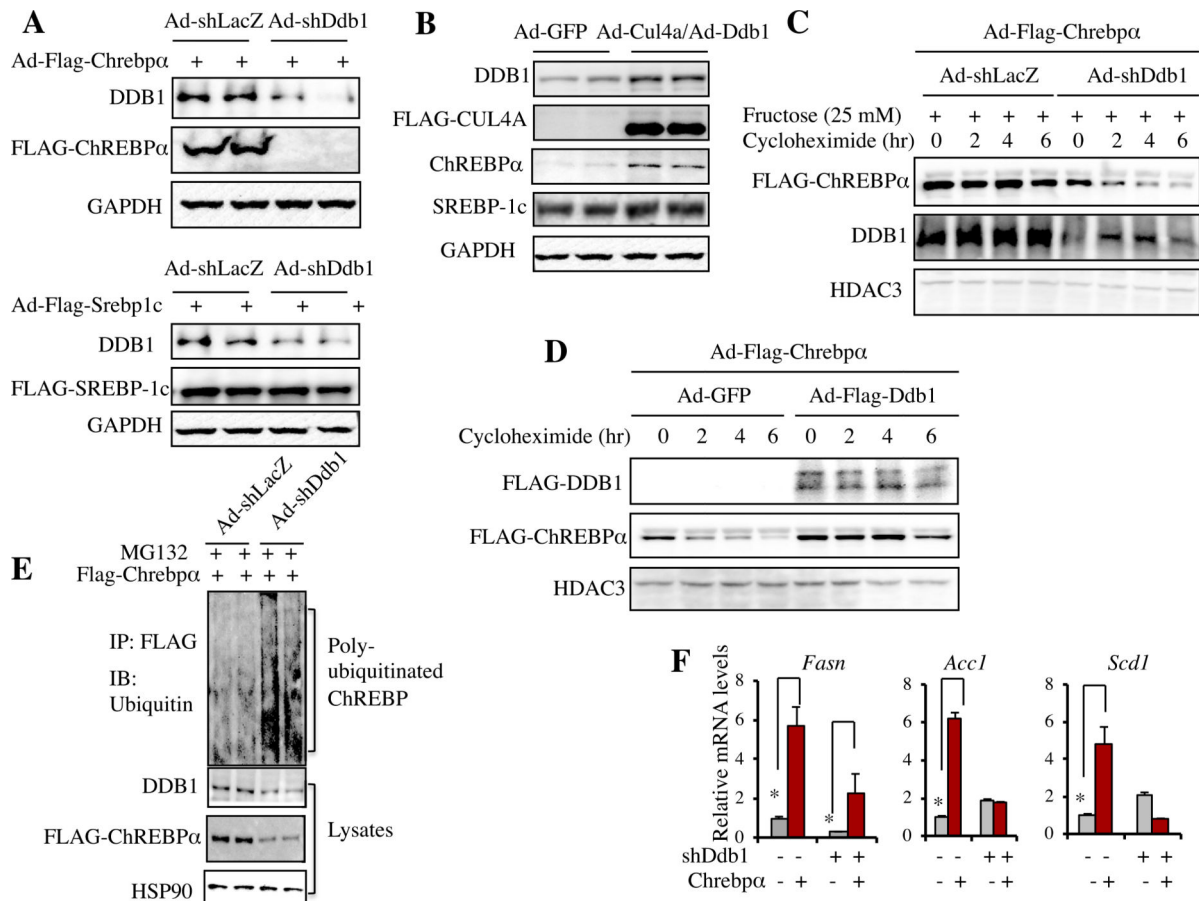 A
Ad-shLacZ Ad-shDdb1
Ad-Flag-Chrebpα + + + +
DDB1
FLAG-ChREBPα
GAPDH
Ad-shLacZ Ad-shDdb1
Ad-Flag-Srebp1c + + + +
DDB1
FLAG-SREBP-1c
GAPDH
B
Ad-GFP Ad-Cul4a/Ad-Ddb1
DDB1
FLAG-CUL4A
ChREBPα
SREBP-1c
GAPDH
C
Ad-Flag-Chrebpα
Ad-shLacZ Ad-shDdb1
Fructose (25 mM) + + + + + + + +
Cycloheximide (hr) 0 2 4 6 0 2 4 6
FLAG-ChREBPα
DDB1
HDAC3
D
Ad-Flag-Chrebpα
Ad-GFP Ad-Flag-Ddb1
Cycloheximide (hr) 0 2 4 6 0 2 4 6
FLAG-DDB1
FLAG-ChREBPα
HDAC3
E
Ad-shLacZ Ad-shDdb1
MG132 + + + +
Flag-Chrebpα + + + +
IP: FLAG
IB:
Ubiquitin
Poly-
ubiquitinated
ChREBP
DDB1
FLAG-ChREBPα
HSP90
Lysates
F
Relative mRNA levels
Fasn
8
6
4
2
0
* *
Acc1
8
6
4
2
0
*
Scd1
8
6
4
2
0
*
shDdb1 - - + + - - + + - - + +
Chrebpα - + - + - + - + - + - +